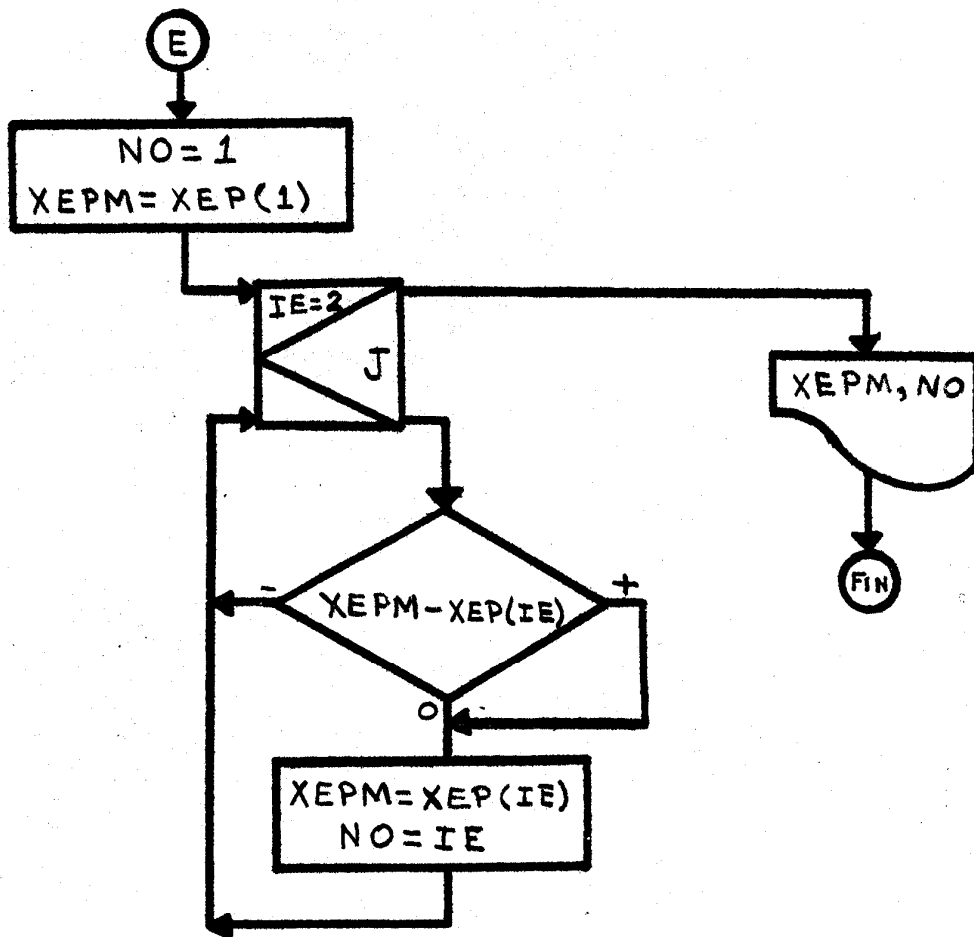 E
NO=1
XEPM=XEP(1)
IE=2
J
XEPM, NO
FIN
-
XEPM-XEP(IE)
+
0
XEPM=XEP(IE)
NO=IE